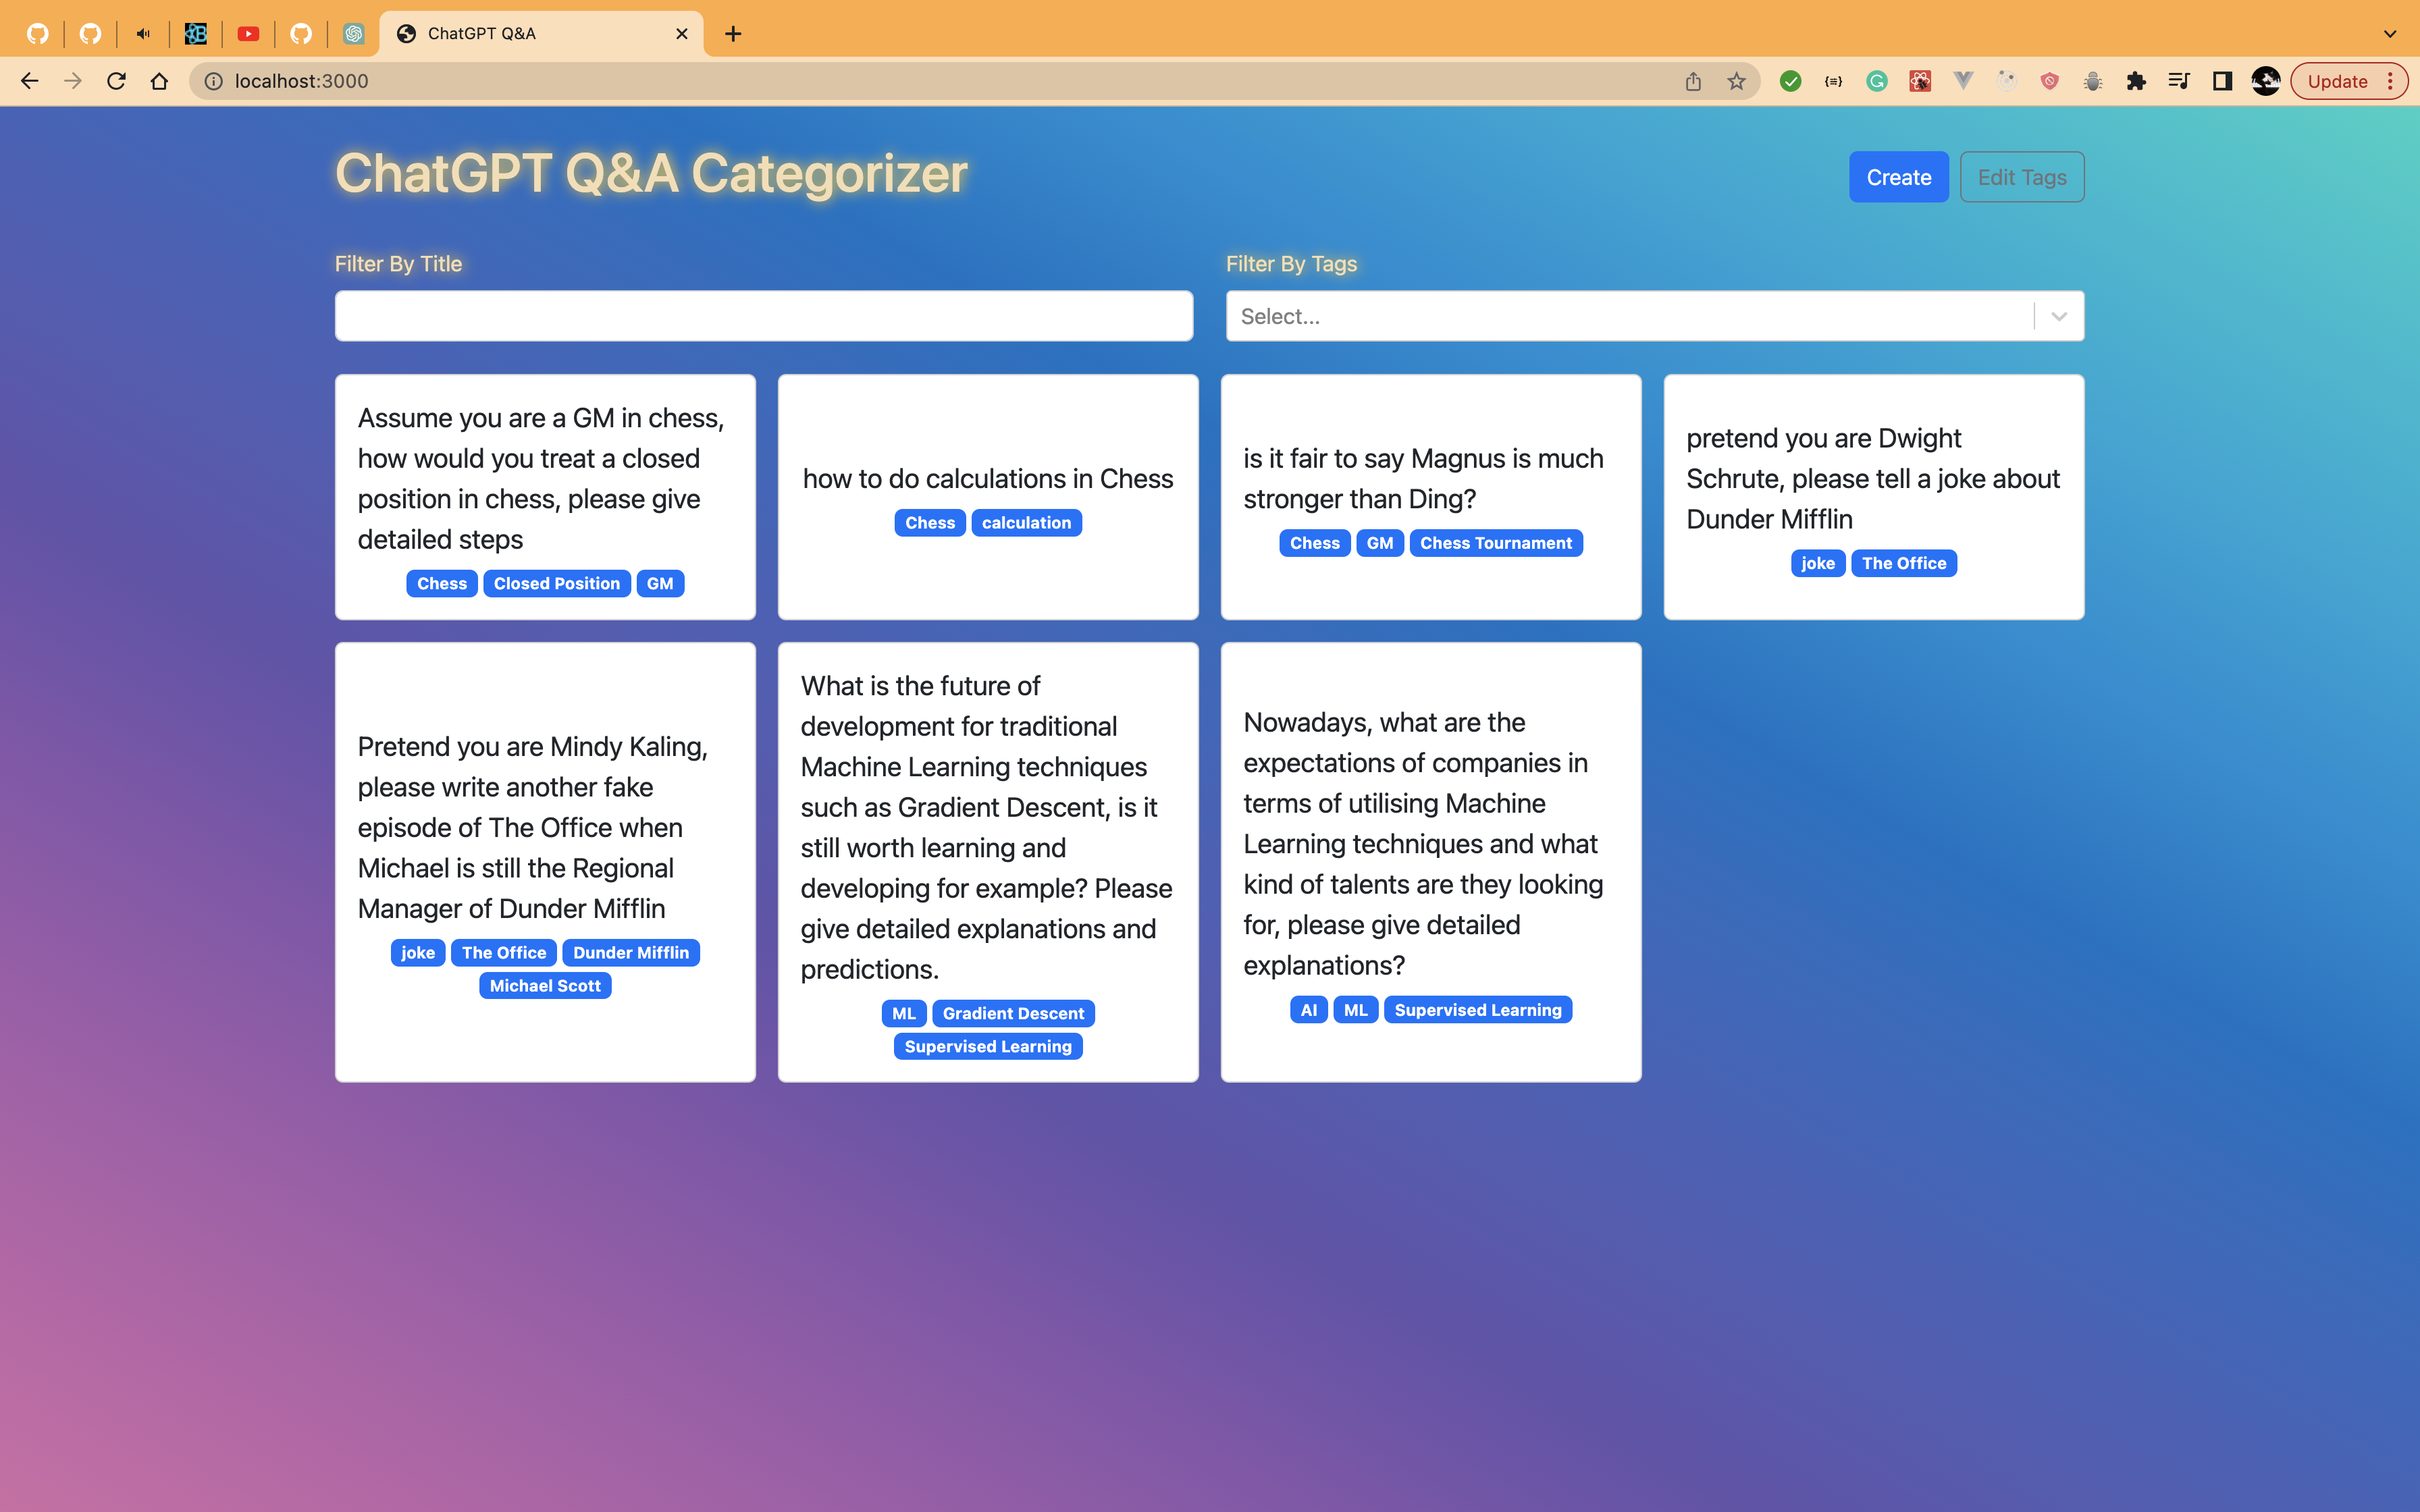 ChatGPT Q&A
localhost:3000
Update
ChatGPT Q&A Categorizer
Create
Edit Tags
Filter By Title
Filter By Tags
Select...
Assume you are a GM in chess,
how would you treat a closed
position in chess, please give
detailed steps
Chess Closed Position GM
how to do calculations in Chess
Chess calculation
is it fair to say Magnus is much
stronger than Ding?
Chess GM Chess Tournament
pretend you are Dwight
Schrute, please tell a joke about
Dunder Mifflin
joke The Office
Pretend you are Mindy Kaling,
please write another fake
episode of The Office when
Michael is still the Regional
Manager of Dunder Mifflin
joke The Office Dunder Mifflin
Michael Scott
What is the future of
development for traditional
Machine Learning techniques
such as Gradient Descent, is it
still worth learning and
developing for example? Please
give detailed explanations and
predictions.
ML Gradient Descent
Supervised Learning
Nowadays, what are the
expectations of companies in
terms of utilising Machine
Learning techniques and what
kind of talents are they looking
for, please give detailed
explanations?
AI ML Supervised Learning